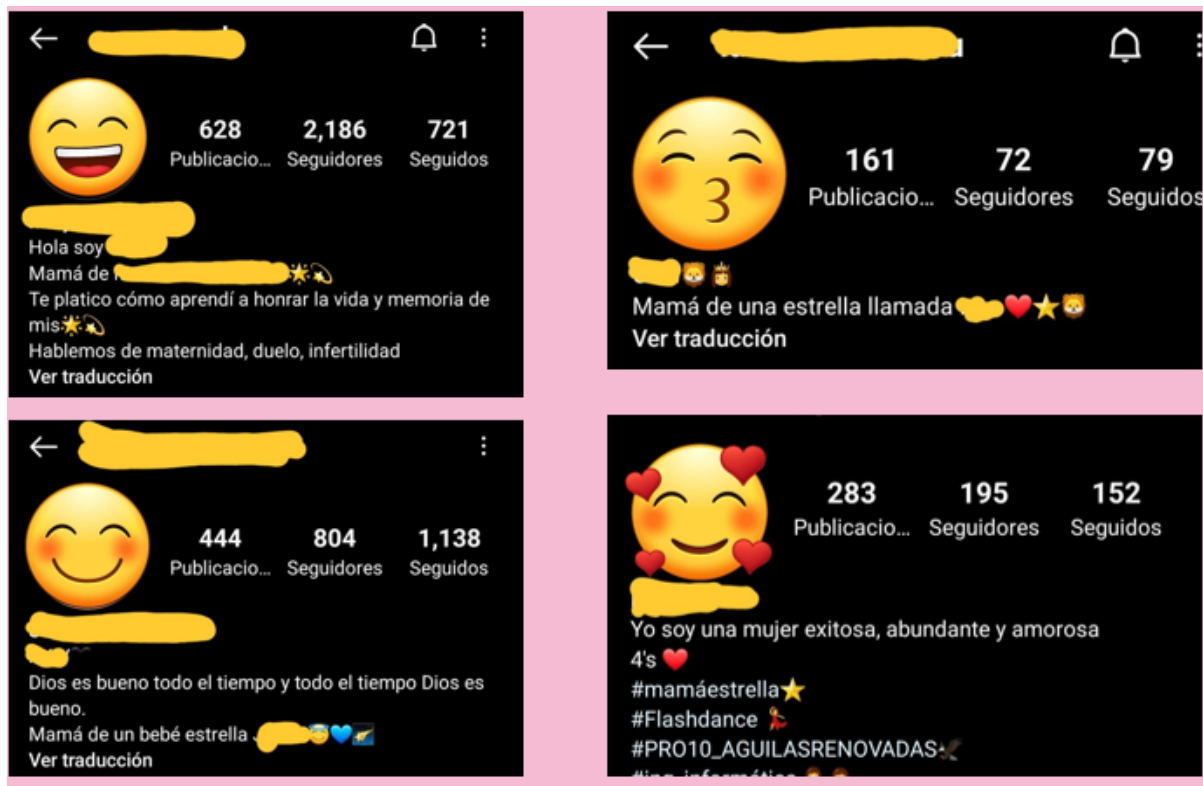 628 2,186 721
Publicacio... Seguidores Seguidos
Hola soy
Mamá de 🌟💫
Te platico cómo aprendí a honrar la vida y memoria de
mis🌟💫
Hablemos de maternidad, duelo, infertilidad
Ver traducción
161 72 79
Publicacio... Seguidores Seguidos
🦁👸
Mamá de una estrella llamada ❤️⭐🦁
Ver traducción
444 804 1,138
Publicacio... Seguidores Seguidos
Dios es bueno todo el tiempo y todo el tiempo Dios es
bueno.
Mamá de un bebé estrella 😇💙🌠
Ver traducción
283 195 152
Publicacio... Seguidores Seguidos
Yo soy una mujer exitosa, abundante y amorosa
4's ❤️
#mamáestrella⭐
#Flashdance 💃
#PRO10_AGUILASRENOVADAS🦅